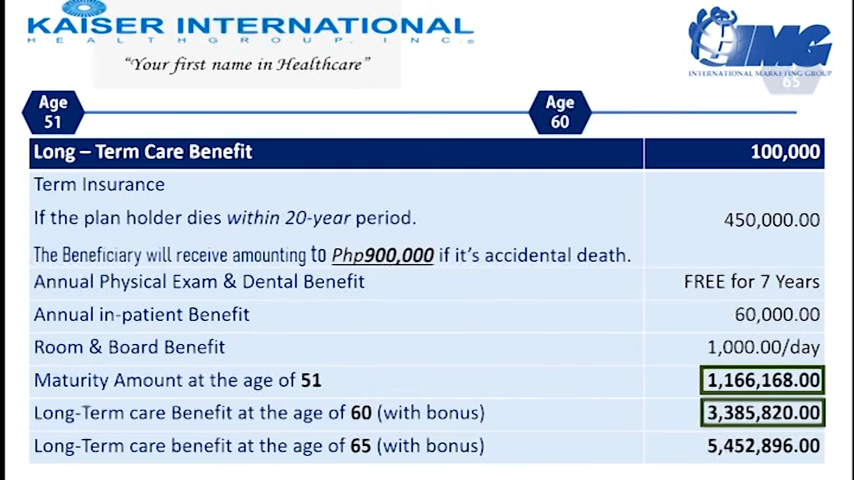 KAISER INTERNATIONAL
HEALTHGROUP, INC.®
IMG
INTERNATIONAL MARKETING GROUP
“Your first name in Healthcare”
65
Age
51
Age
60
Long – Term Care Benefit 100,000
Term Insurance
If the plan holder dies within 20-year period. 450,000.00
The Beneficiary will receive amounting to Php900,000 if it’s accidental death.
Annual Physical Exam & Dental Benefit FREE for 7 Years
Annual in-patient Benefit 60,000.00
Room & Board Benefit 1,000.00/day
Maturity Amount at the age of 51 1,166,168.00
Long-Term care Benefit at the age of 60 (with bonus) 3,385,820.00
Long-Term care benefit at the age of 65 (with bonus) 5,452,896.00